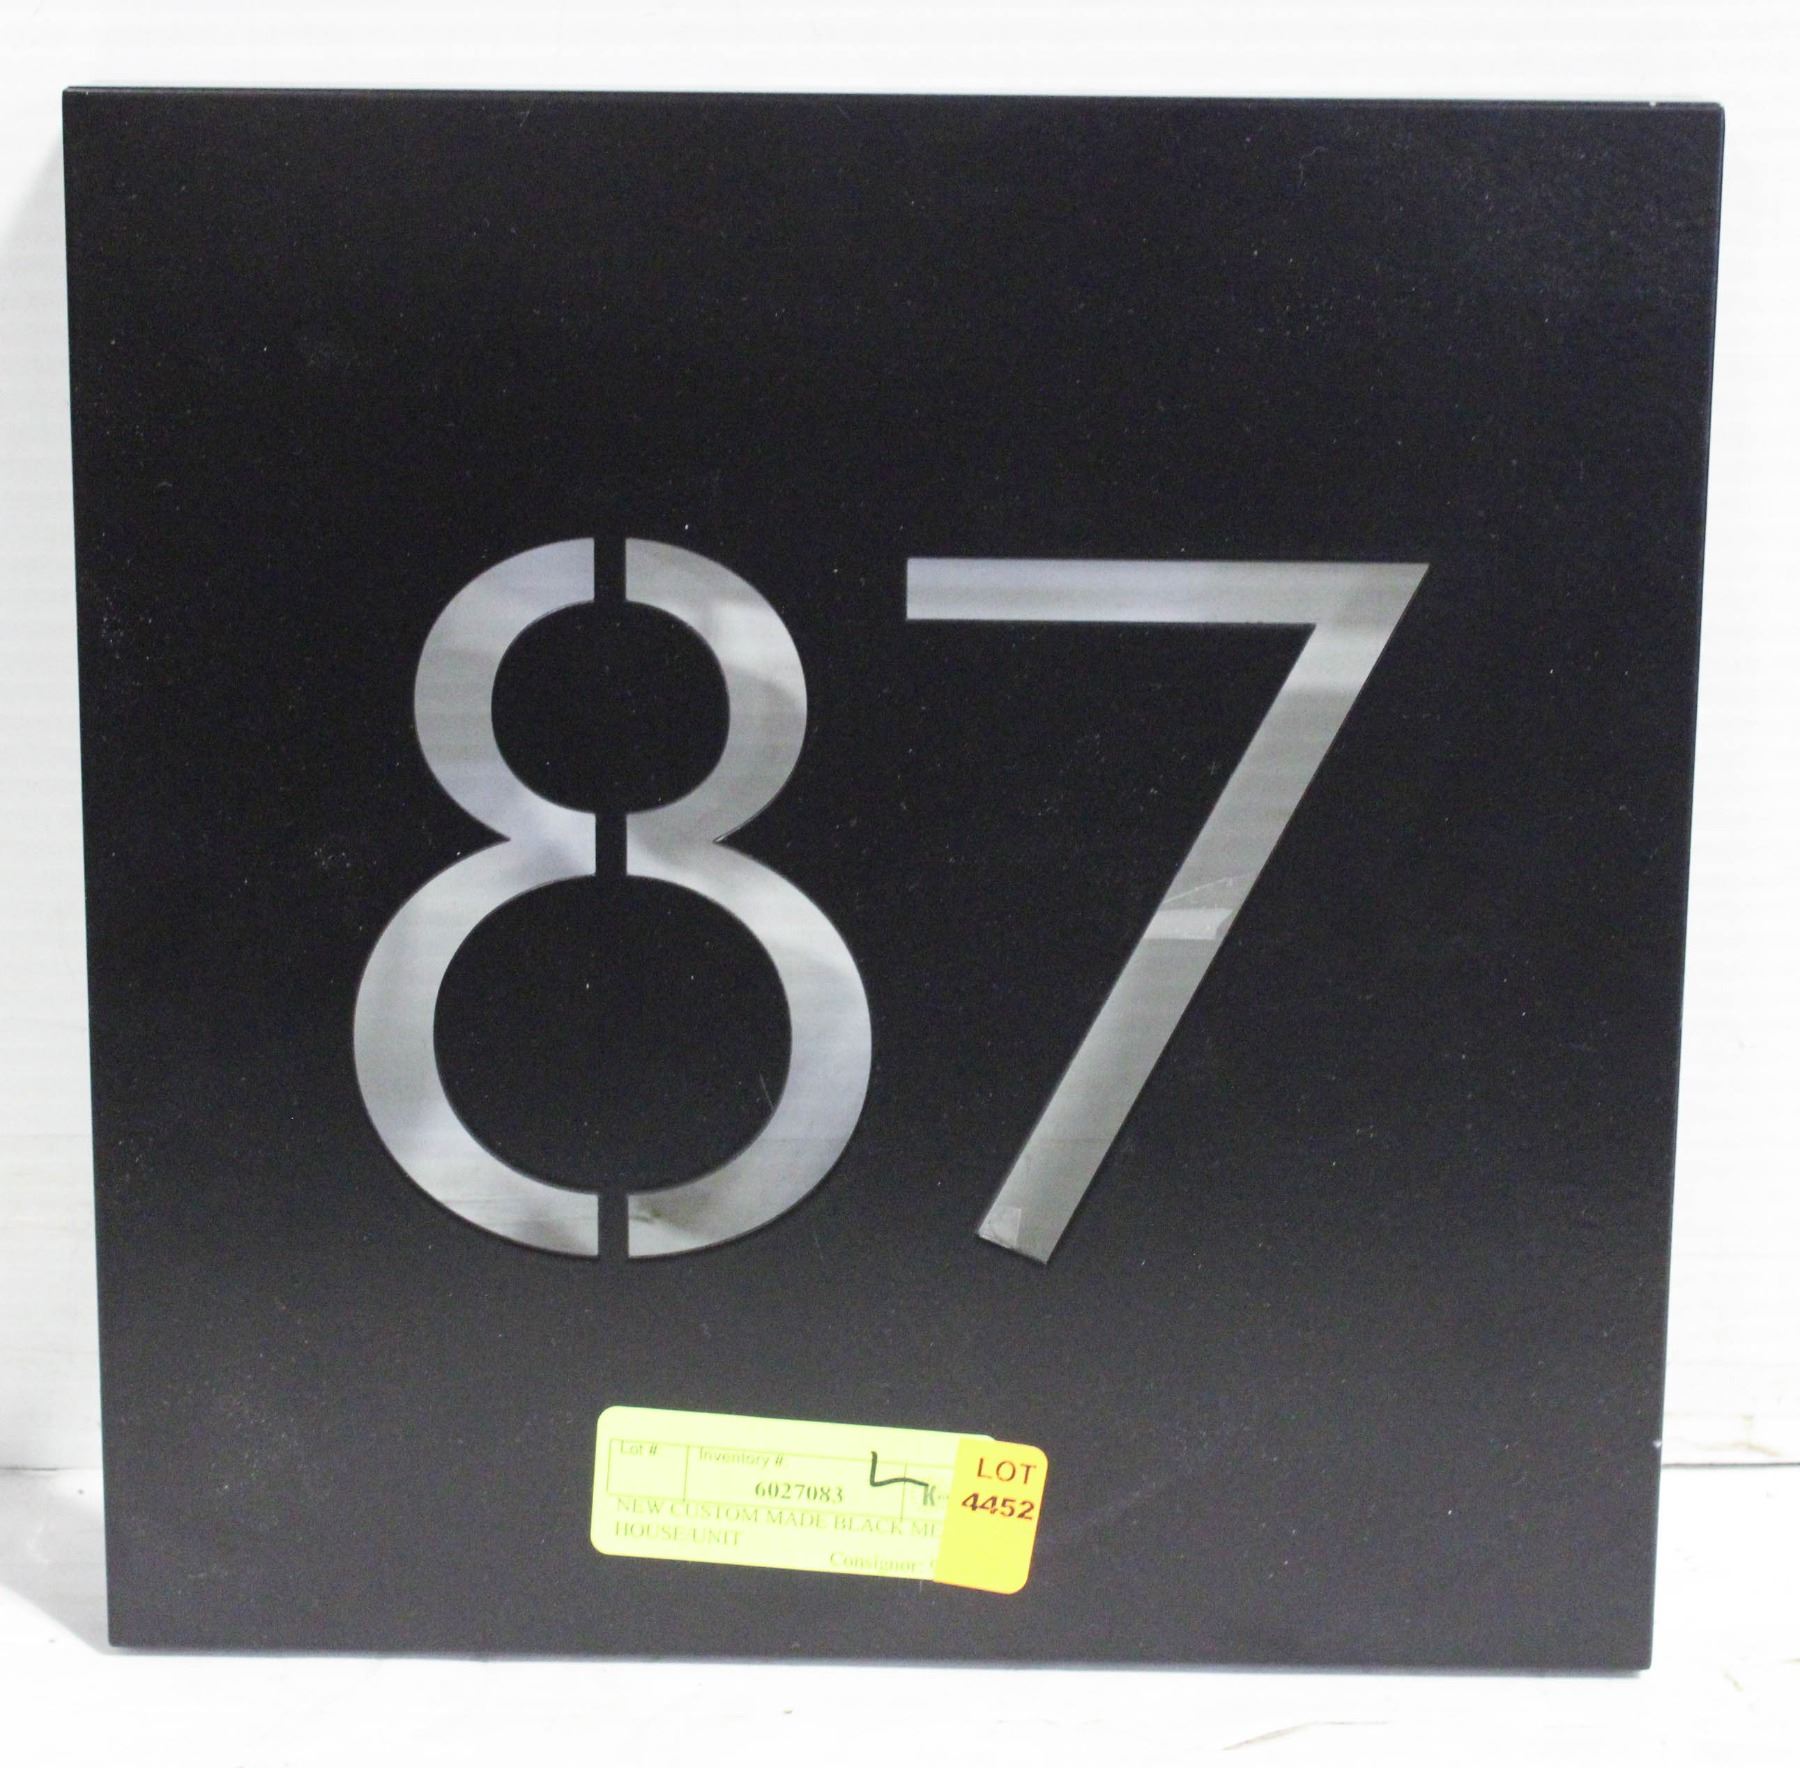 87
Lot #
Inventory #:
6027083
K-
NEW CUSTOM MADE BLACK
HOUSE/UNIT
Consignor:
LOT
4452